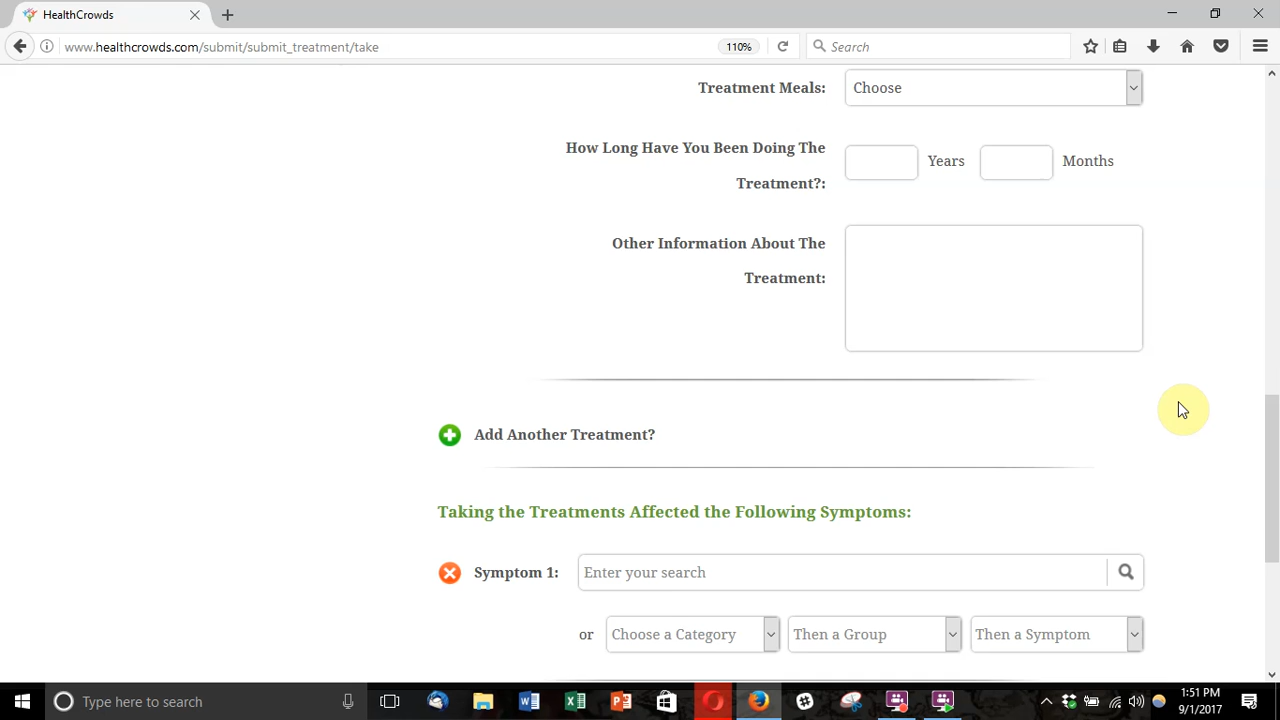 HealthCrowds
www.healthcrowds.com/submit/submit_treatment/take
110%
Search
Treatment Meals:
Choose
How Long Have You Been Doing The
Treatment?:
Years
Months
Other Information About The
Treatment:
Add Another Treatment?
Taking the Treatments Affected the Following Symptoms:
Symptom 1:
Enter your search
or
Choose a Category
Then a Group
Then a Symptom
Type here to search
1:51 PM
9/1/2017